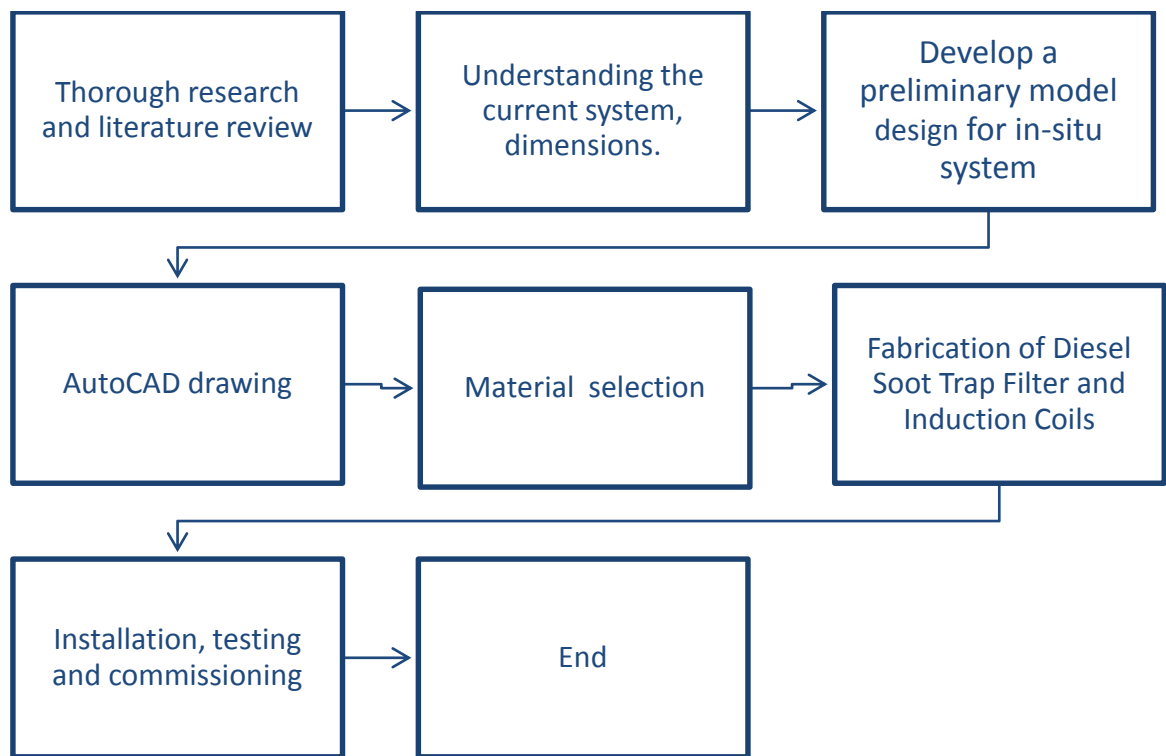 Thorough research
and literature review
Understanding the
current system,
dimensions.
Develop a
preliminary model
design for in-situ
system
AutoCAD drawing
Material selection
Fabrication of Diesel
Soot Trap Filter and
Induction Coils
Installation, testing
and commissioning
End